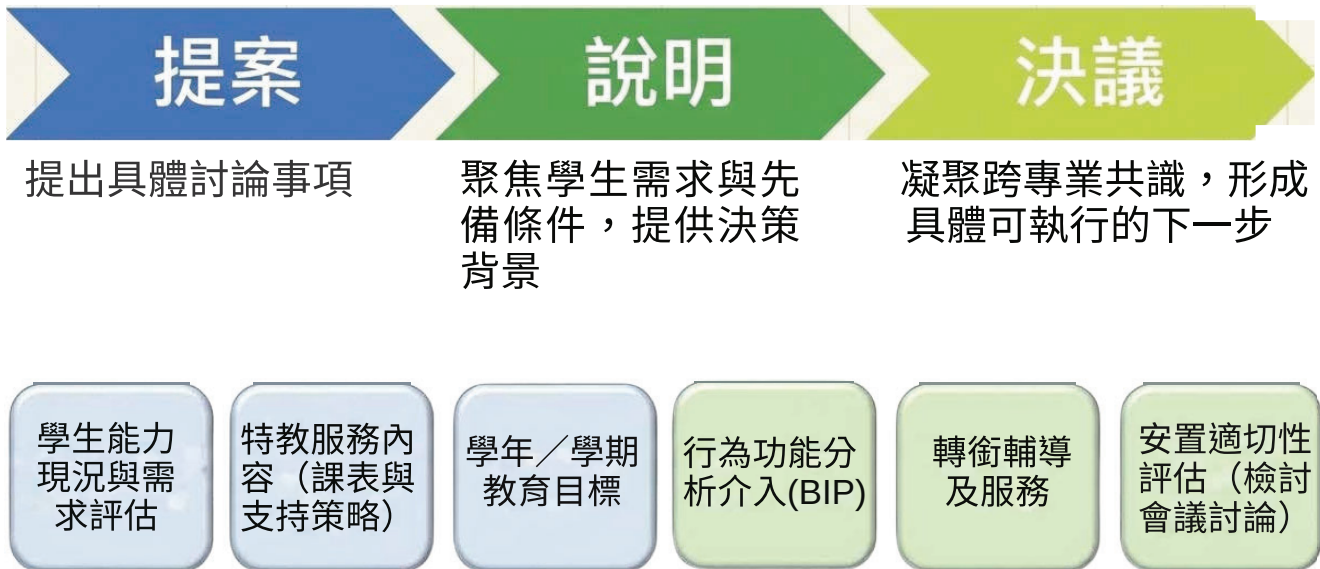 提案
說明
決議
提出具體討論事項
聚焦學生需求與先
備條件，提供決策
背景
凝聚跨專業共識，形成
具體可執行的下一步
學生能力
現況與需
求評估
特教服務內
容（課表與
支持策略）
學年／學期
教育目標
行為功能分
析介入(BIP)
轉銜輔導
及服務
安置適切性
評估（檢討
會議討論）